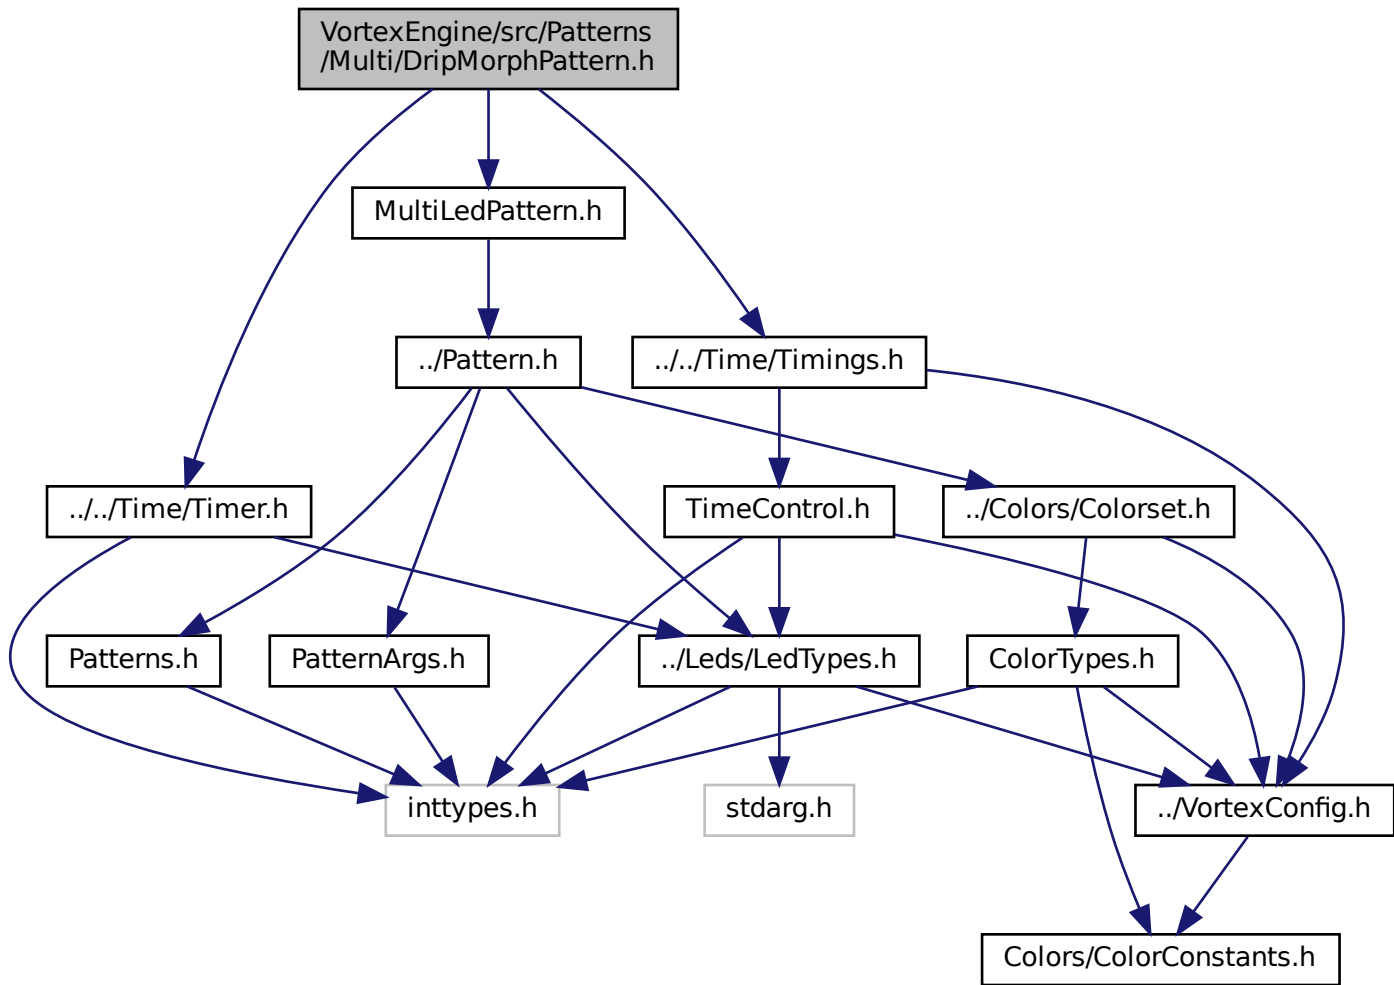 VortexEngine/src/Patterns
/Multi/DripMorphPattern.h
MultiLedPattern.h
../Pattern.h
../../Time/Timings.h
../../Time/Timer.h
TimeControl.h
../Colors/Colorset.h
Patterns.h
PatternArgs.h
../Leds/LedTypes.h
ColorTypes.h
inttypes.h
stdarg.h
../VortexConfig.h
Colors/ColorConstants.h